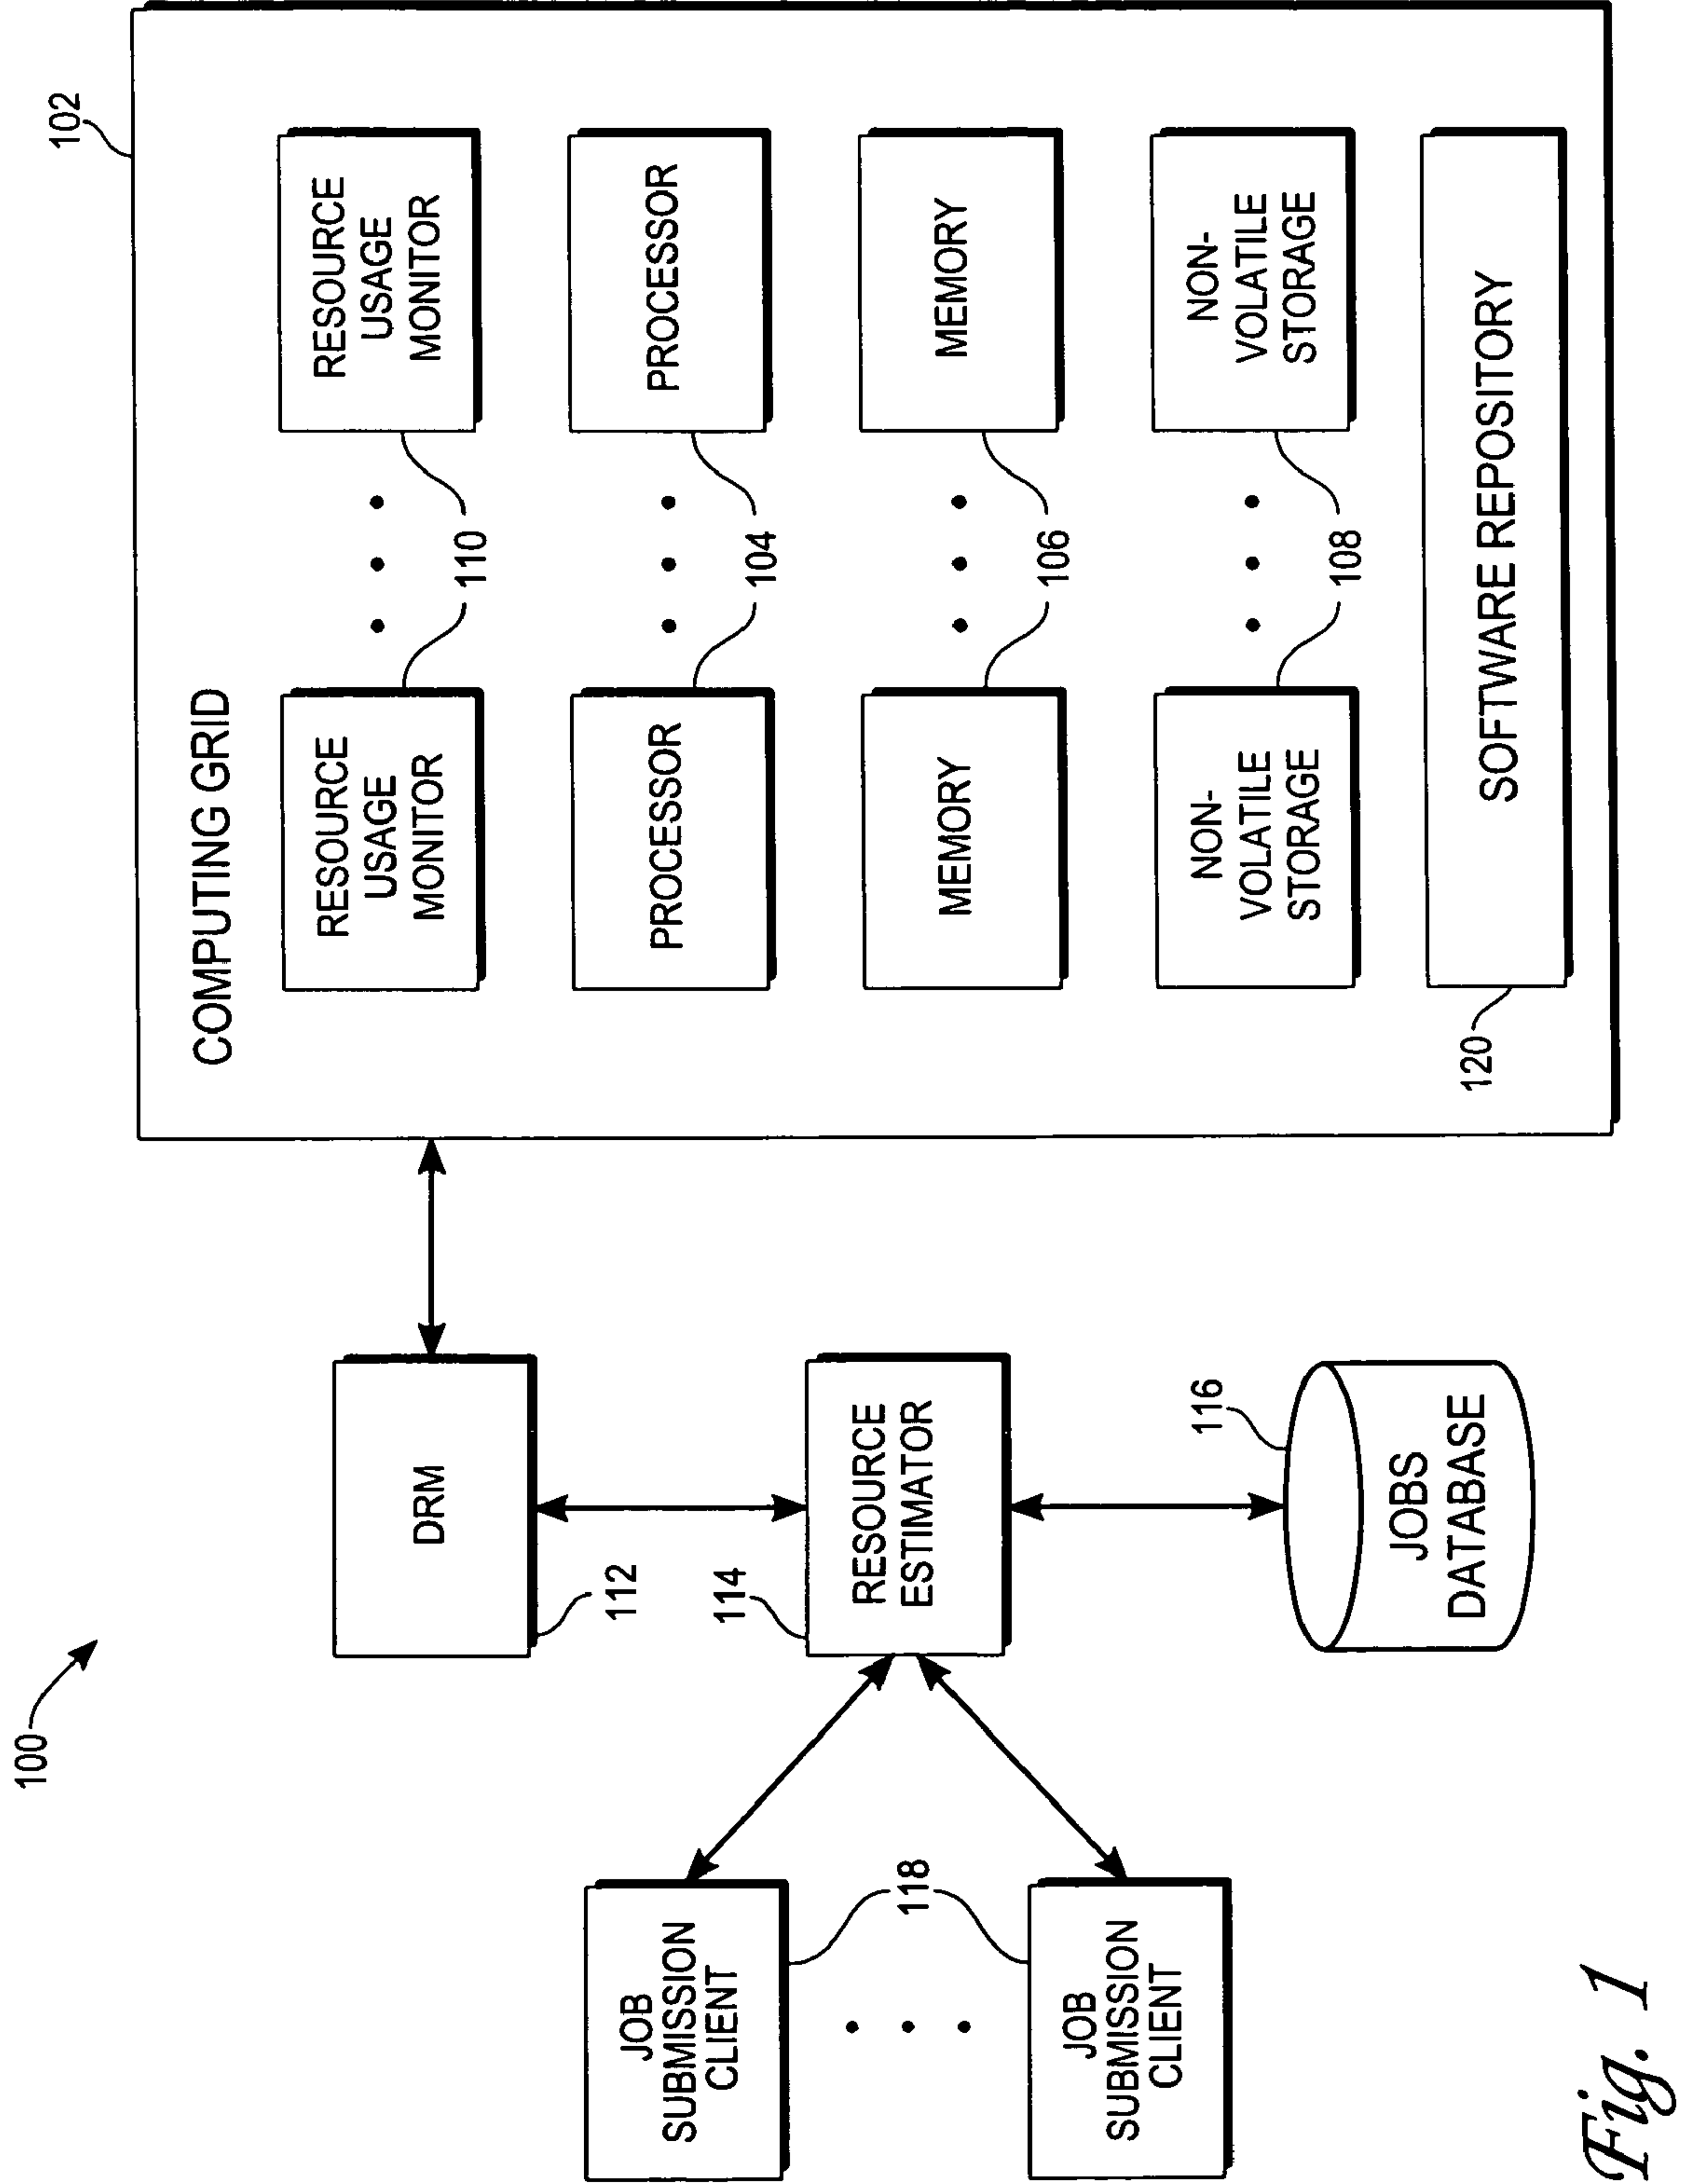 100
102
COMPUTING GRID
RESOURCE
USAGE
MONITOR
110
RESOURCE
USAGE
MONITOR
PROCESSOR
104
PROCESSOR
MEMORY
106
MEMORY
NON-
VOLATILE
STORAGE
108
NON-
VOLATILE
STORAGE
SOFTWARE REPOSITORY
120
DRM
112
114
RESOURCE
ESTIMATOR
116
JOBS
DATABASE
JOB
SUBMISSION
CLIENT
118
JOB
SUBMISSION
CLIENT
Fig. 1